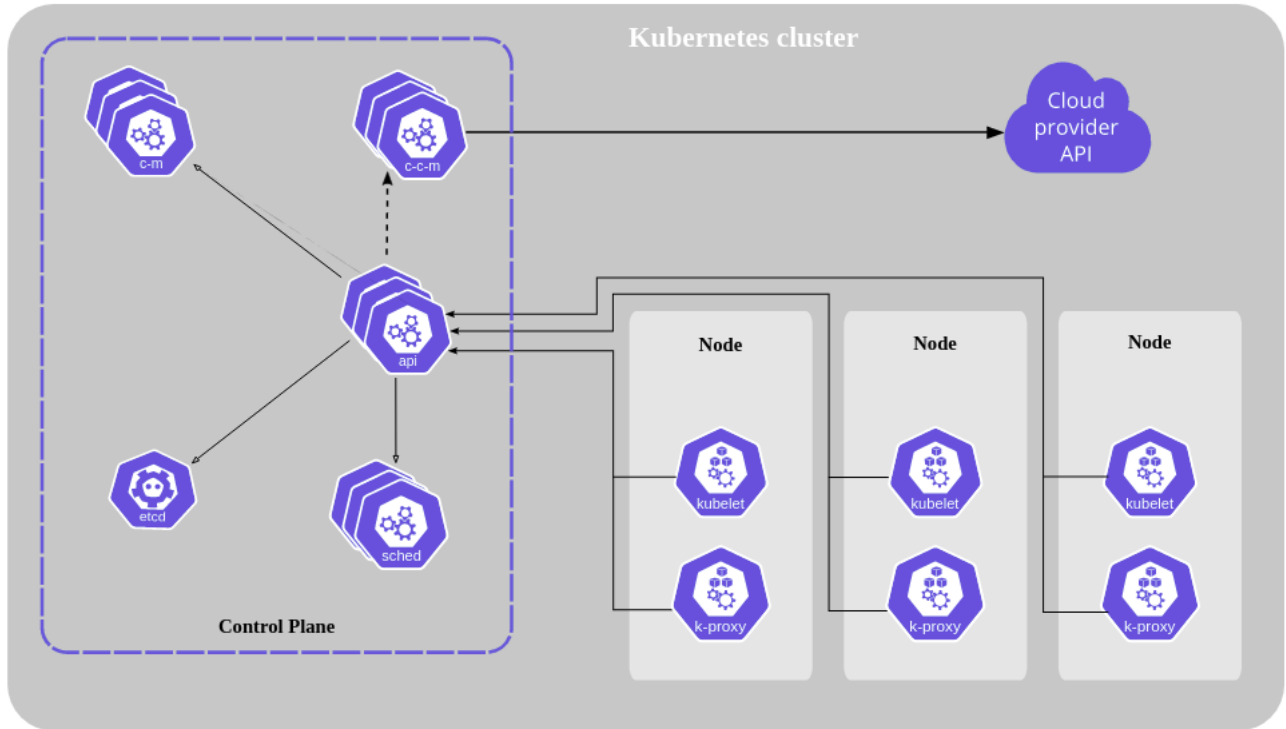 Kubernetes cluster
c-m
c-c-m
Cloud
provider
API
api
Node
Node
Node
etcd
sched
kubelet
kubelet
kubelet
k-proxy
k-proxy
k-proxy
Control Plane